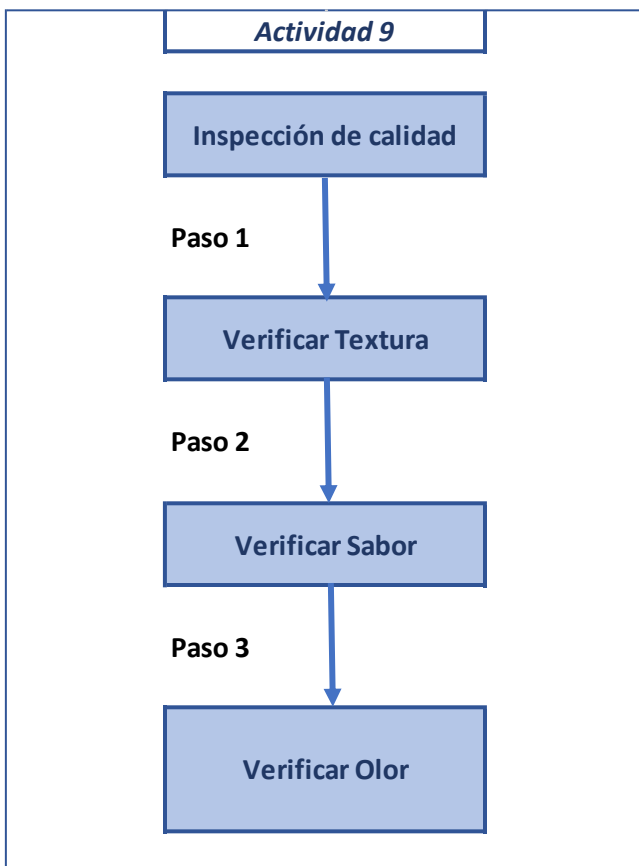 Actividad 9
Inspección de calidad
Paso 1
Verificar Textura
Paso 2
Verificar Sabor
Paso 3
Verificar Olor